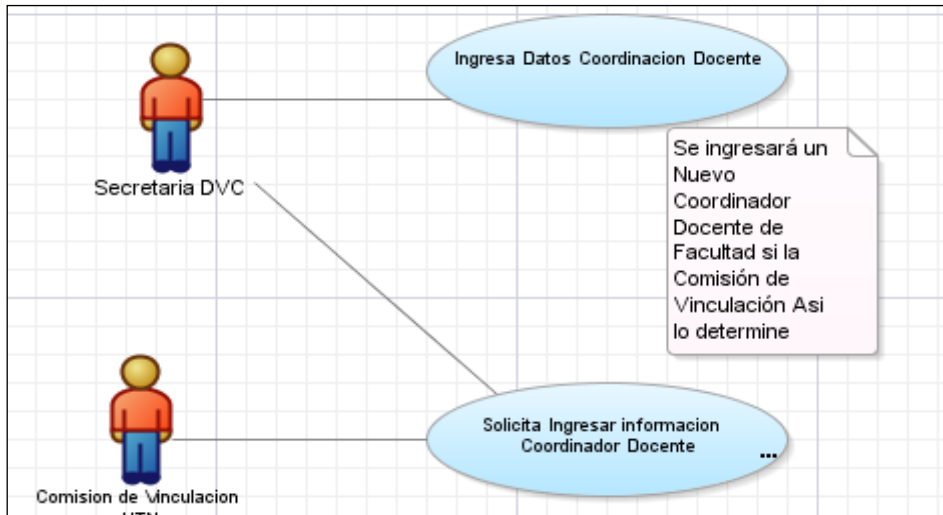 Ingresa Datos Coordinacion Docente
Secretaria DVC
Se ingresará un
Nuevo
Coordinador
Docente de
Facultad si la
Comisión de
Vinculación Asi
lo determine
Solicita Ingresar informacion
Coordinador Docente
...
Comision de Vinculacion